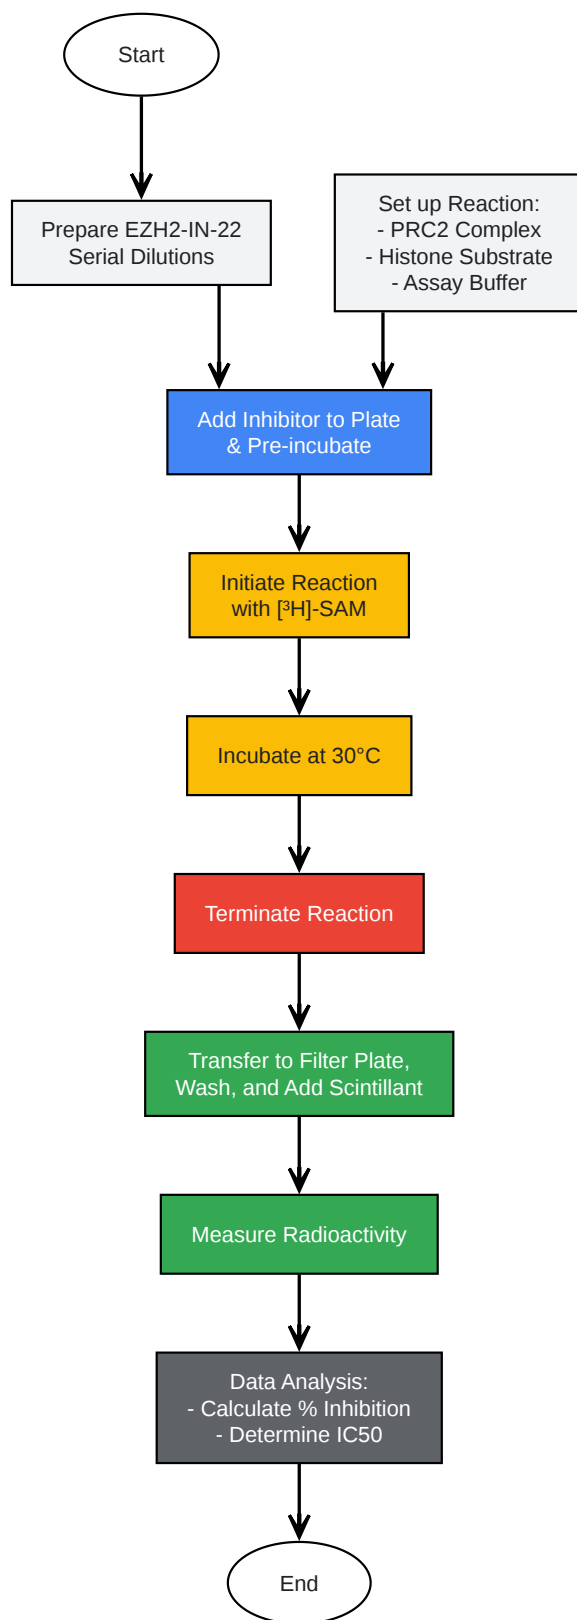 Start
Prepare EZH2-IN-22
Serial Dilutions
Set up Reaction:
- PRC2 Complex
- Histone Substrate
- Assay Buffer
Add Inhibitor to Plate
& Pre-incubate
Initiate Reaction
with [³H]-SAM
Incubate at 30°C
Terminate Reaction
Transfer to Filter Plate,
Wash, and Add Scintillant
Measure Radioactivity
Data Analysis:
- Calculate % Inhibition
- Determine IC50
End